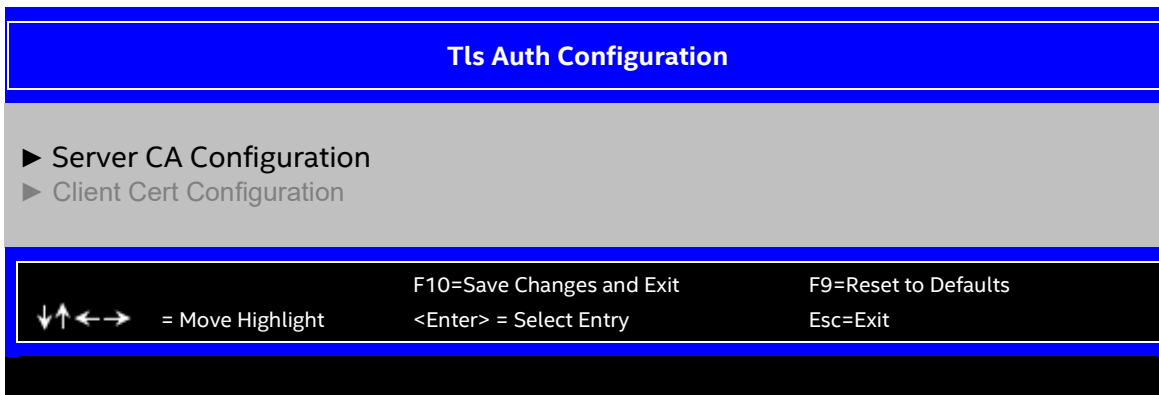 Tls Auth Configuration
► Server CA Configuration
► Client Cert Configuration
F10=Save Changes and Exit F9=Reset to Defaults
↓↑←→ = Move Highlight <Enter> = Select Entry Esc=Exit